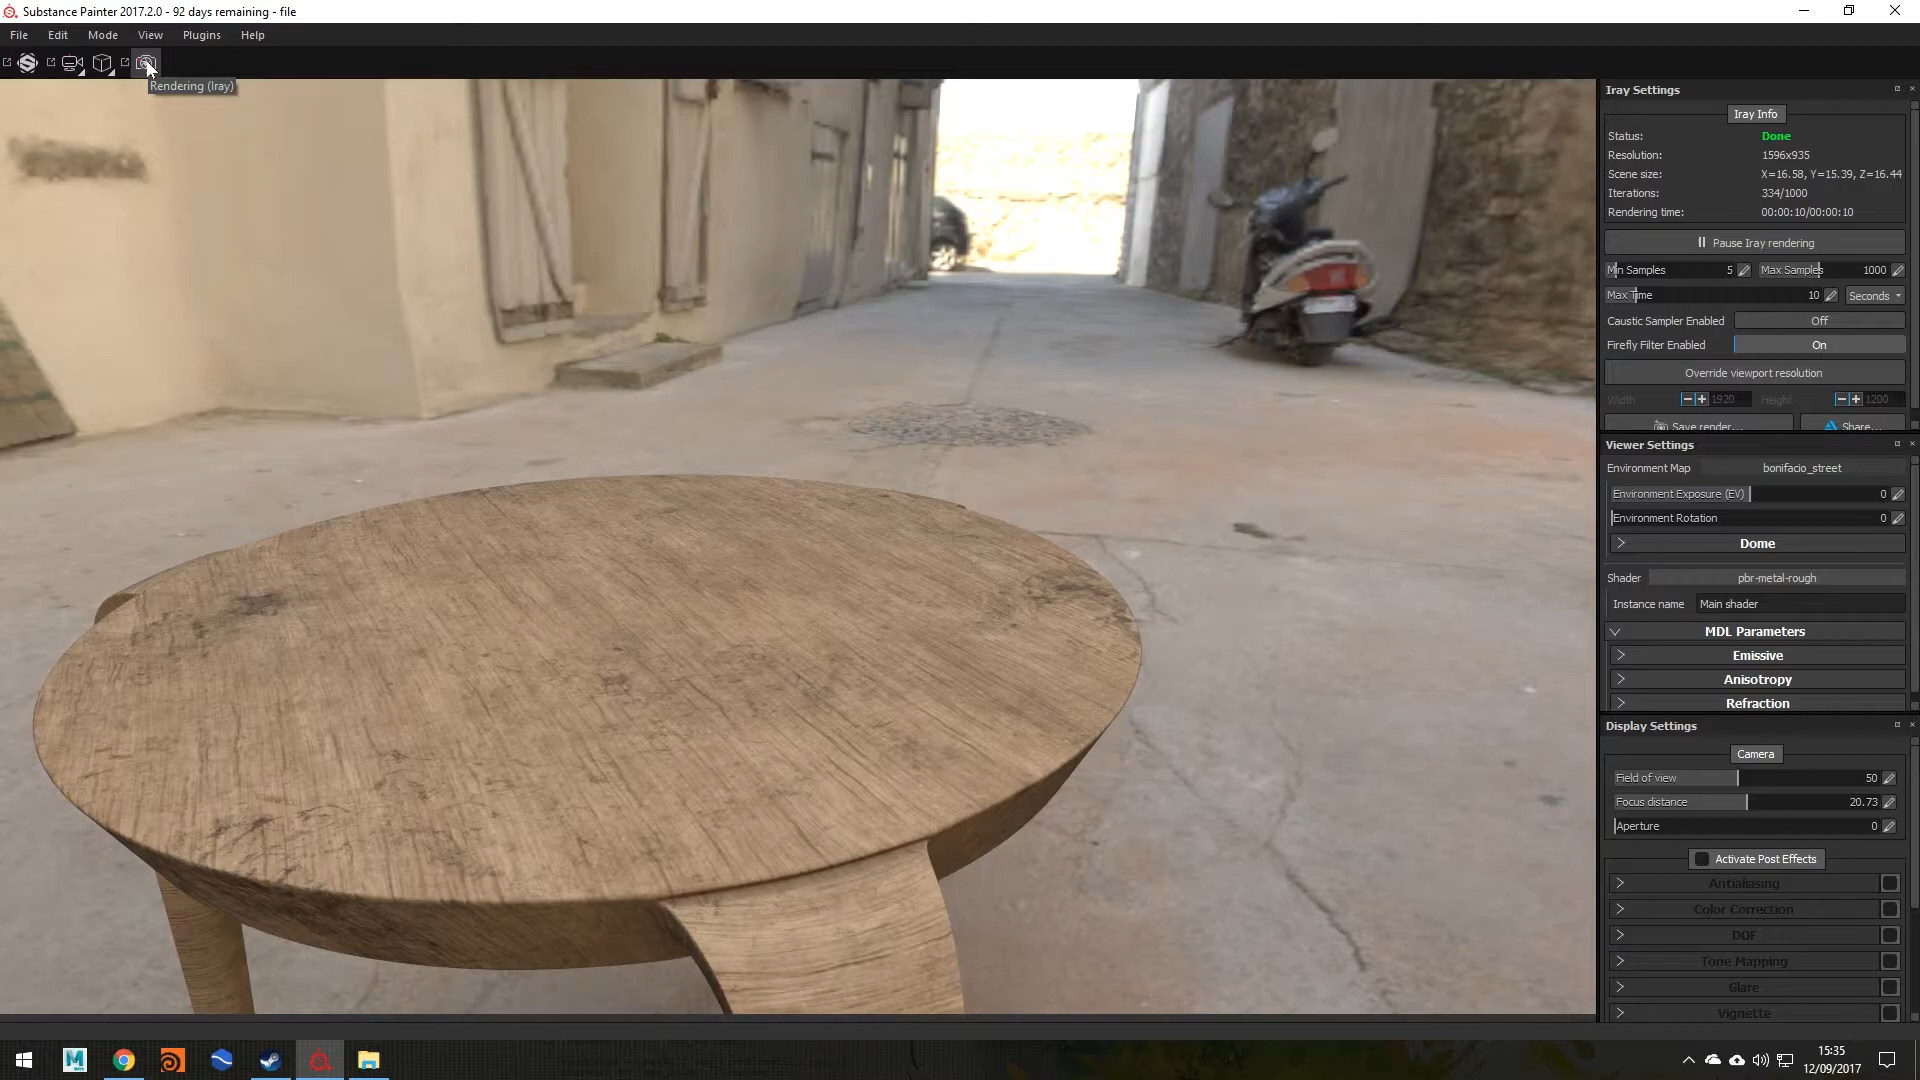 Substance Painter 2017.2.0 - 92 days remaining - file
File Edit Mode View Plugins Help
Rendering (Iray)
Iray Settings
Iray Info
Status: Done
Resolution: 1596x935
Scene size: X=16.58, Y=15.39, Z=16.44
Iterations: 334/1000
Rendering time: 00:00:10/00:00:10
Pause Iray rendering
Min Samples 5 Max Samples 1000
Max Time 10 Seconds
Caustic Sampler Enabled Off
Firefly Filter Enabled On
Override viewport resolution
Width 1920 Height 1200
Save render... Share...
Viewer Settings
Environment Map bonifacio_street
Environment Exposure (EV) 0
Environment Rotation 0
Dome
Shader pbr-metal-rough
Instance name Main shader
MDL Parameters
Emissive
Anisotropy
Refraction
Display Settings
Camera
Field of view 50
Focus distance 20.73
Aperture 0
Activate Post Effects
Antialiasing
Color Correction
DOF
Tone Mapping
Glare
Vignette
15:35
12/09/2017